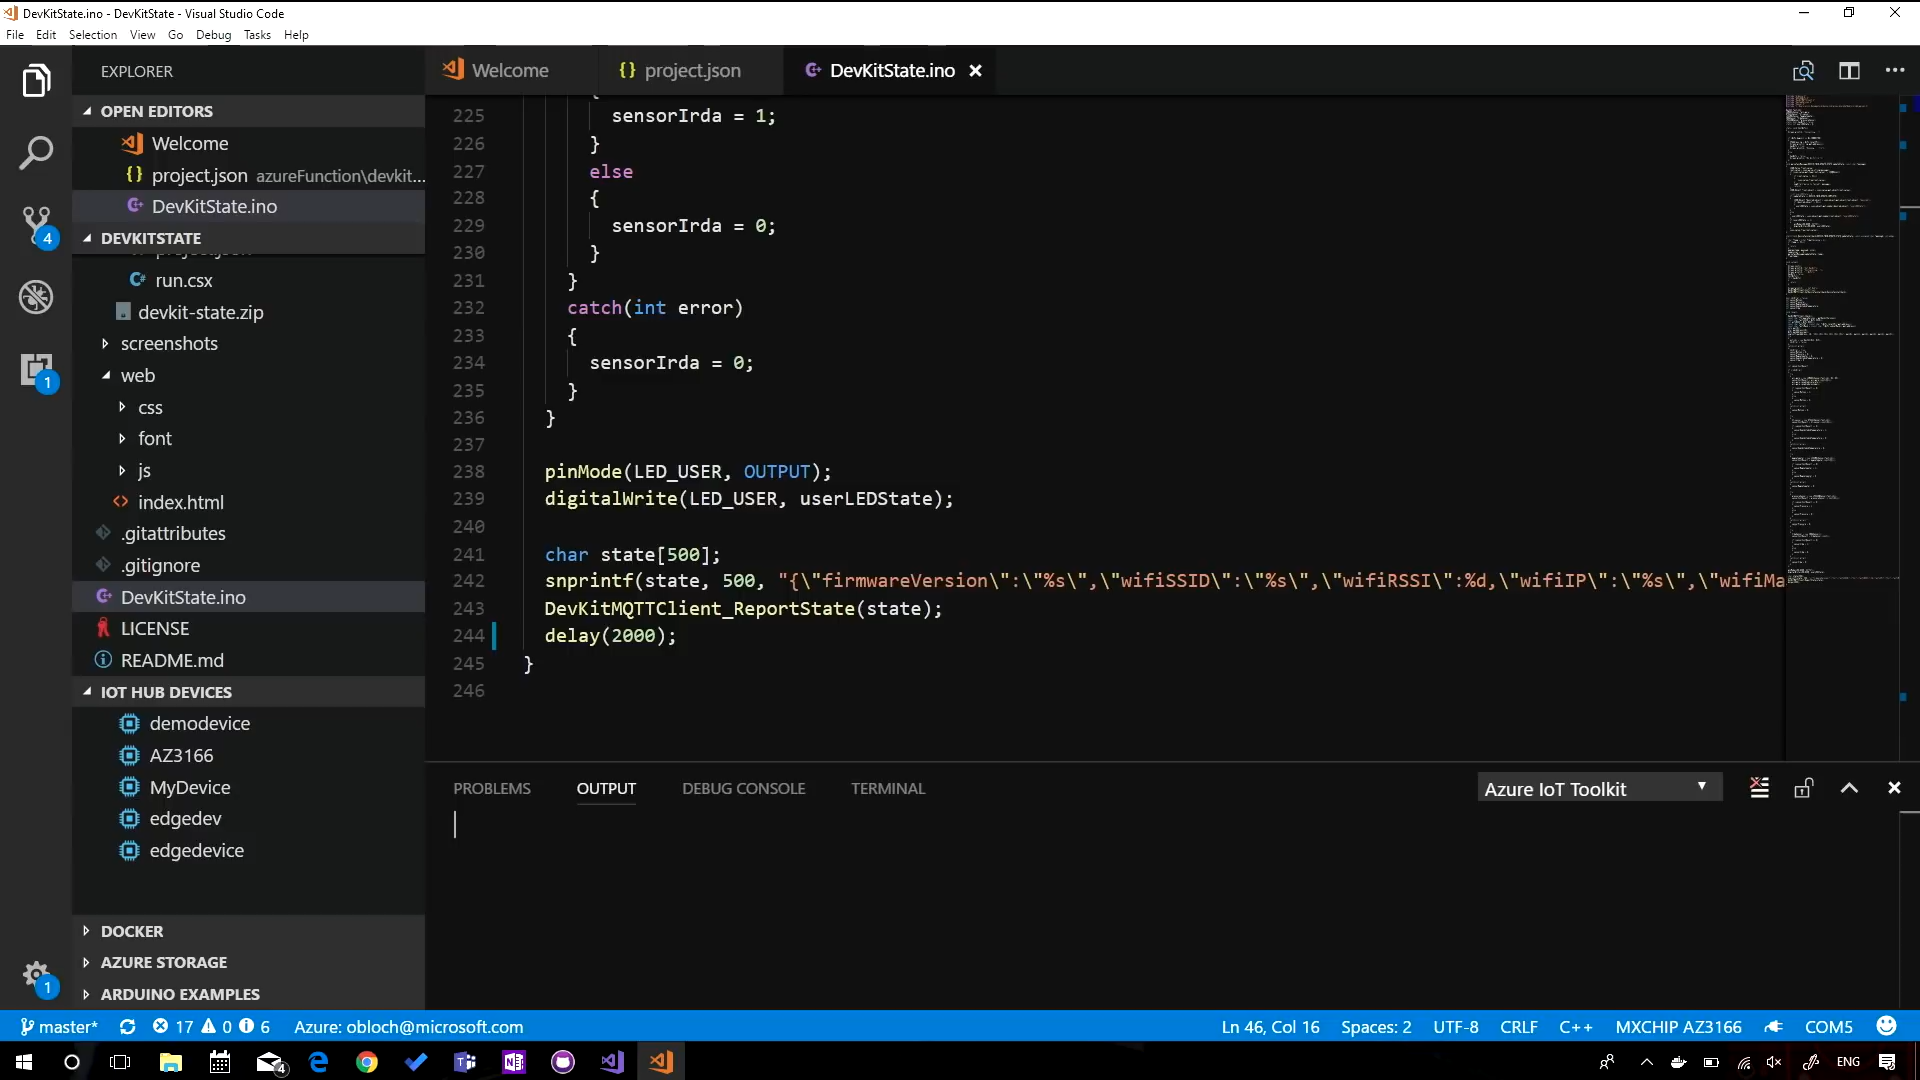 DevKitState.ino - DevKitState - Visual Studio Code
File Edit Selection View Go Debug Tasks Help
EXPLORER
OPEN EDITORS
Welcome
project.json azureFunction\devkit...
DevKitState.ino
DEVKITSTATE
project.json
run.csx
devkit-state.zip
screenshots
web
css
font
js
index.html
.gitattributes
.gitignore
DevKitState.ino
LICENSE
README.md
IOT HUB DEVICES
demodevice
AZ3166
MyDevice
edgedev
edgedevice
DOCKER
AZURE STORAGE
ARDUINO EXAMPLES
4
1
1
Welcome {} project.json DevKitState.ino
{
225 sensorIrda = 1;
226 }
227 else
228 {
229 sensorIrda = 0;
230 }
231 }
232 catch(int error)
233 {
234 sensorIrda = 0;
235 }
236 }
237
238 pinMode(LED_USER, OUTPUT);
239 digitalWrite(LED_USER, userLEDState);
240
241 char state[500];
242 snprintf(state, 500, "{\"firmwareVersion\":\"%s\",\"wifiSSID\":\"%s\",\"wifiRSSI\":%d,\"wifiIP\":\"%s\",\"wifiMa
243 DevKitMQTTClient_ReportState(state);
244 delay(2000);
245 }
246
PROBLEMS OUTPUT DEBUG CONSOLE TERMINAL Azure IoT Toolkit
master* 17 0 6 Azure: obloch@microsoft.com Ln 46, Col 16 Spaces: 2 UTF-8 CRLF C++ MXCHIP AZ3166 COM5
4 ENG